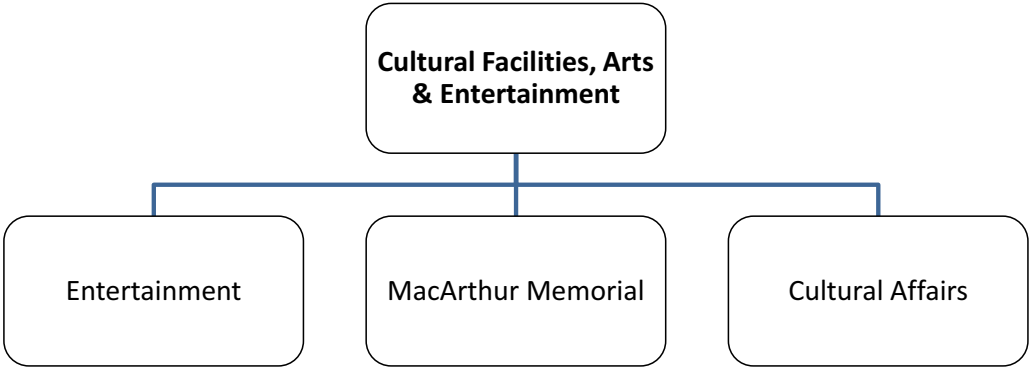 Cultural Facilities, Arts
& Entertainment
Entertainment
MacArthur Memorial
Cultural Affairs